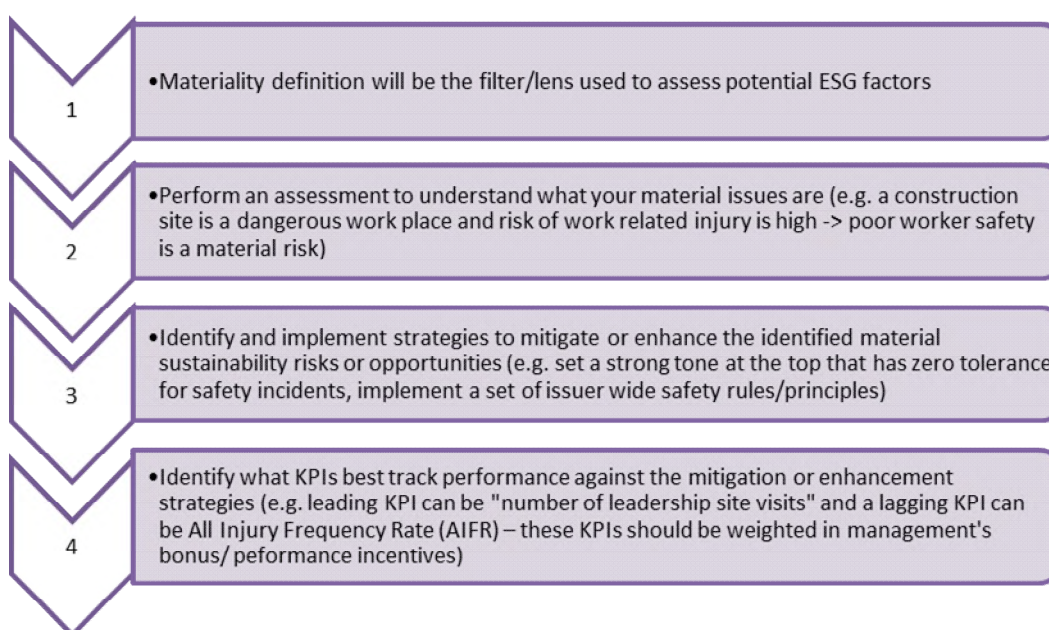 1
•Materiality definition will be the filter/lens used to assess potential ESG factors
2
•Perform an assessment to understand what your material issues are (e.g. a construction
site is a dangerous work place and risk of work related injury is high -> poor worker safety
is a material risk)
3
•Identify and implement strategies to mitigate or enhance the identified material
sustainability risks or opportunities (e.g. set a strong tone at the top that has zero tolerance
for safety incidents, implement a set of issuer wide safety rules/principles)
4
•Identify what KPIs best track performance against the mitigation or enhancement
strategies (e.g. leading KPI can be "number of leadership site visits" and a lagging KPI can
be All Injury Frequency Rate (AIFR) – these KPIs should be weighted in management's
bonus/ peformance incentives)